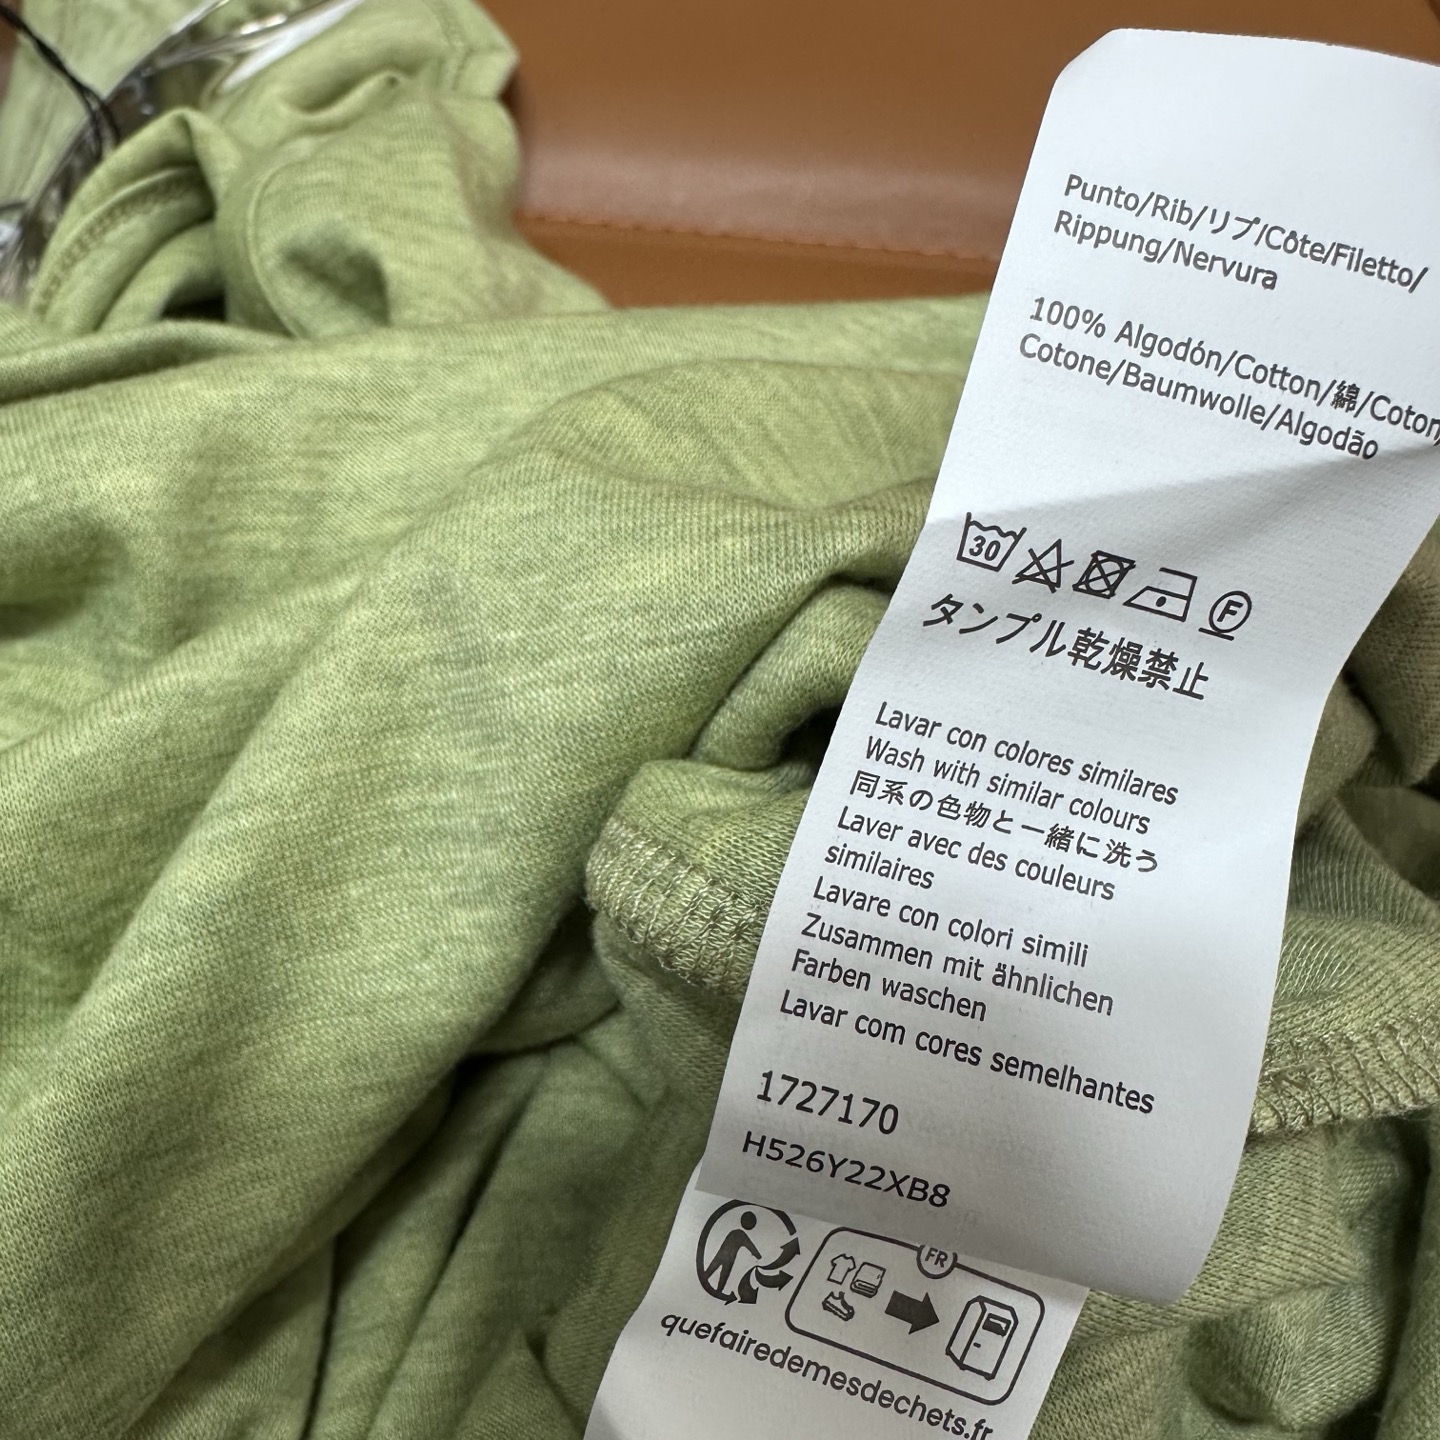 Punto/Rib/リブ/Côte/Filetto/
Rippung/Nervura
100% Algodón/Cotton/綿/Coton/
Cotone/Baumwolle/Algodão
30
F
タンブル乾燥禁止
Lavar con colores similares
Wash with similar colours
同系の色物と一緒に洗う
Laver avec des couleurs
similaires
Lavare con colori simili
Zusammen mit ähnlichen
Farben waschen
Lavar com cores semelhantes
1727170
H526Y22XB8
FR
quefairedemesdechets.fr